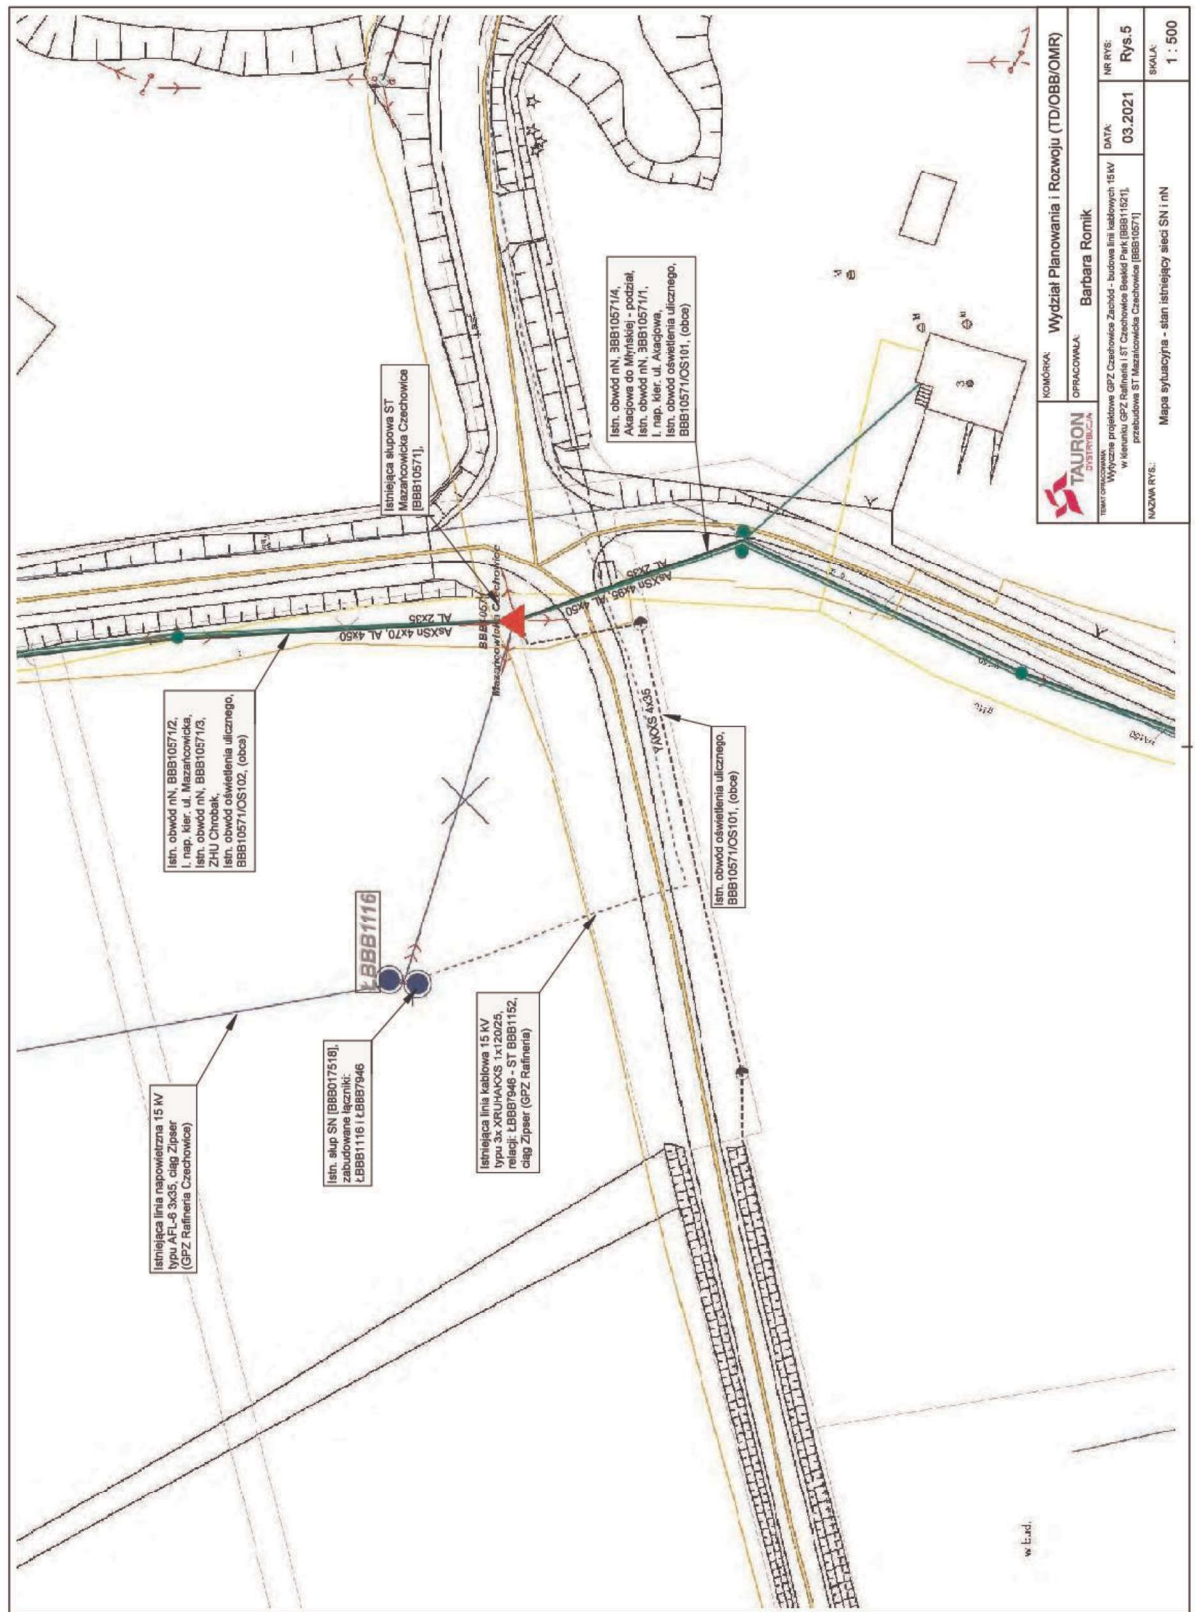 Istniejąca linia napowietrzna 15 kV
typu AFL-6 3x35, ciąg Zipser
(GPZ Rafineria Czechowice)
Istn. słup SN [BBB017518],
zabudowane łączniki:
ŁBBB1116 i ŁBBB7946
Istniejąca linia kablowa 15 kV
typu 3x XRUHAKXS 1x120/25,
relacji: ŁBBB7946 - ST BBB1152,
ciąg Zipser (GPZ Rafineria)
ŁBBB1116
Istn. obwód nN, BBB10571/2,
l. nap. kier. ul. Mazańcowicka,
Istn. obwód nN, BBB10571/3,
ZHU Chrobak,
Istn. obwód oświetlenia ulicznego,
BBB10571/OS102, (obca)
Istn. obwód oświetlenia ulicznego,
BBB10571/OS101, (obce)
YAKXS 4x35
AL 2x35
AsXSn 4x70, AL 4x50
BBB10571
Mazańcowicka Czechowice
AL 2x35
AsXSn 4x95, AL 4x50
Istniejąca słupowa ST
Mazańcowicka Czechowice
[BBB10571],
Istn. obwód nN, BBB10571/4,
Akacjowa do Młyńskiej - podział,
Istn. obwód nN, BBB10571/1,
l. nap. kier. ul. Akacjowa,
Istn. obwód oświetlenia ulicznego,
BBB10571/OS101, (obce)
3
TAURON
DYSTRYBUCJA
KOMÓRKA:
Wydział Planowania i Rozwoju (TD/OBB/OMR)
OPRACOWAŁA:
Barbara Romik
TEMAT OPRACOWANIA:
Wytyczne projektowe GPZ Czechowice Zachód - budowa linii kablowych 15kV
w kierunku GPZ Rafineria i ST Czechowice Beskid Park [BBB11521],
przebudowa ST Mazańcowicka Czechowice [BBB10571]
DATA:
03.2021
NR RYS:
Rys.5
NAZWA RYS.:
Mapa sytuacyjna - stan istniejący sieci SN i nN
SKALA:
1 : 500